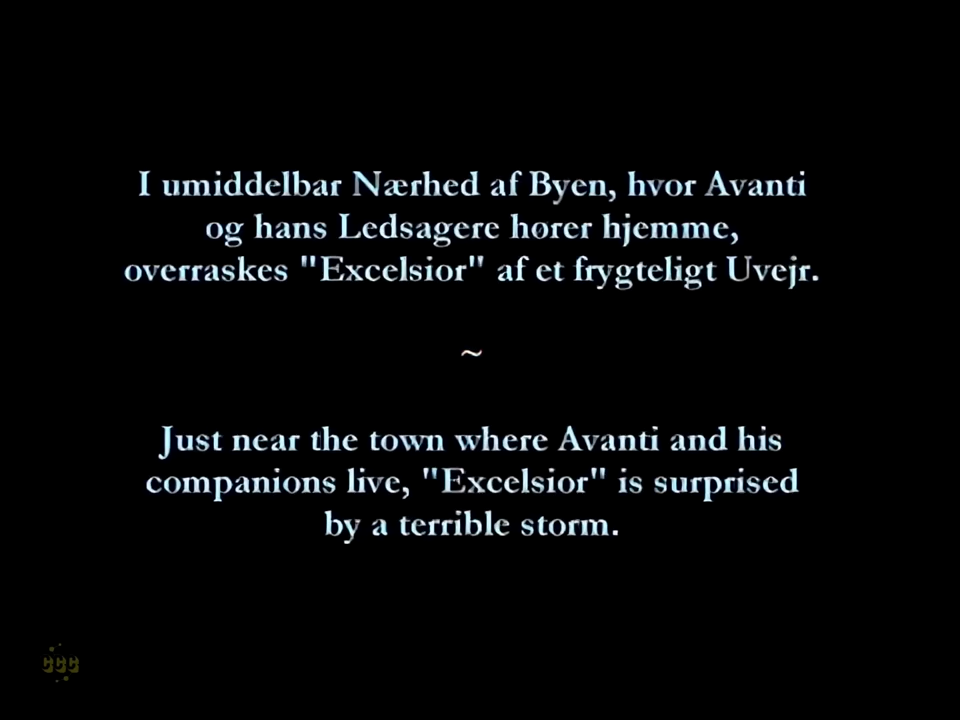 I umiddelbar Nærhed af Byen, hvor Avanti
og hans Ledsagere hører hjemme,
overraskes "Excelsior" af et frygteligt Uvejr.
~
Just near the town where Avanti and his
companions live, "Excelsior" is surprised
by a terrible storm.
CCC